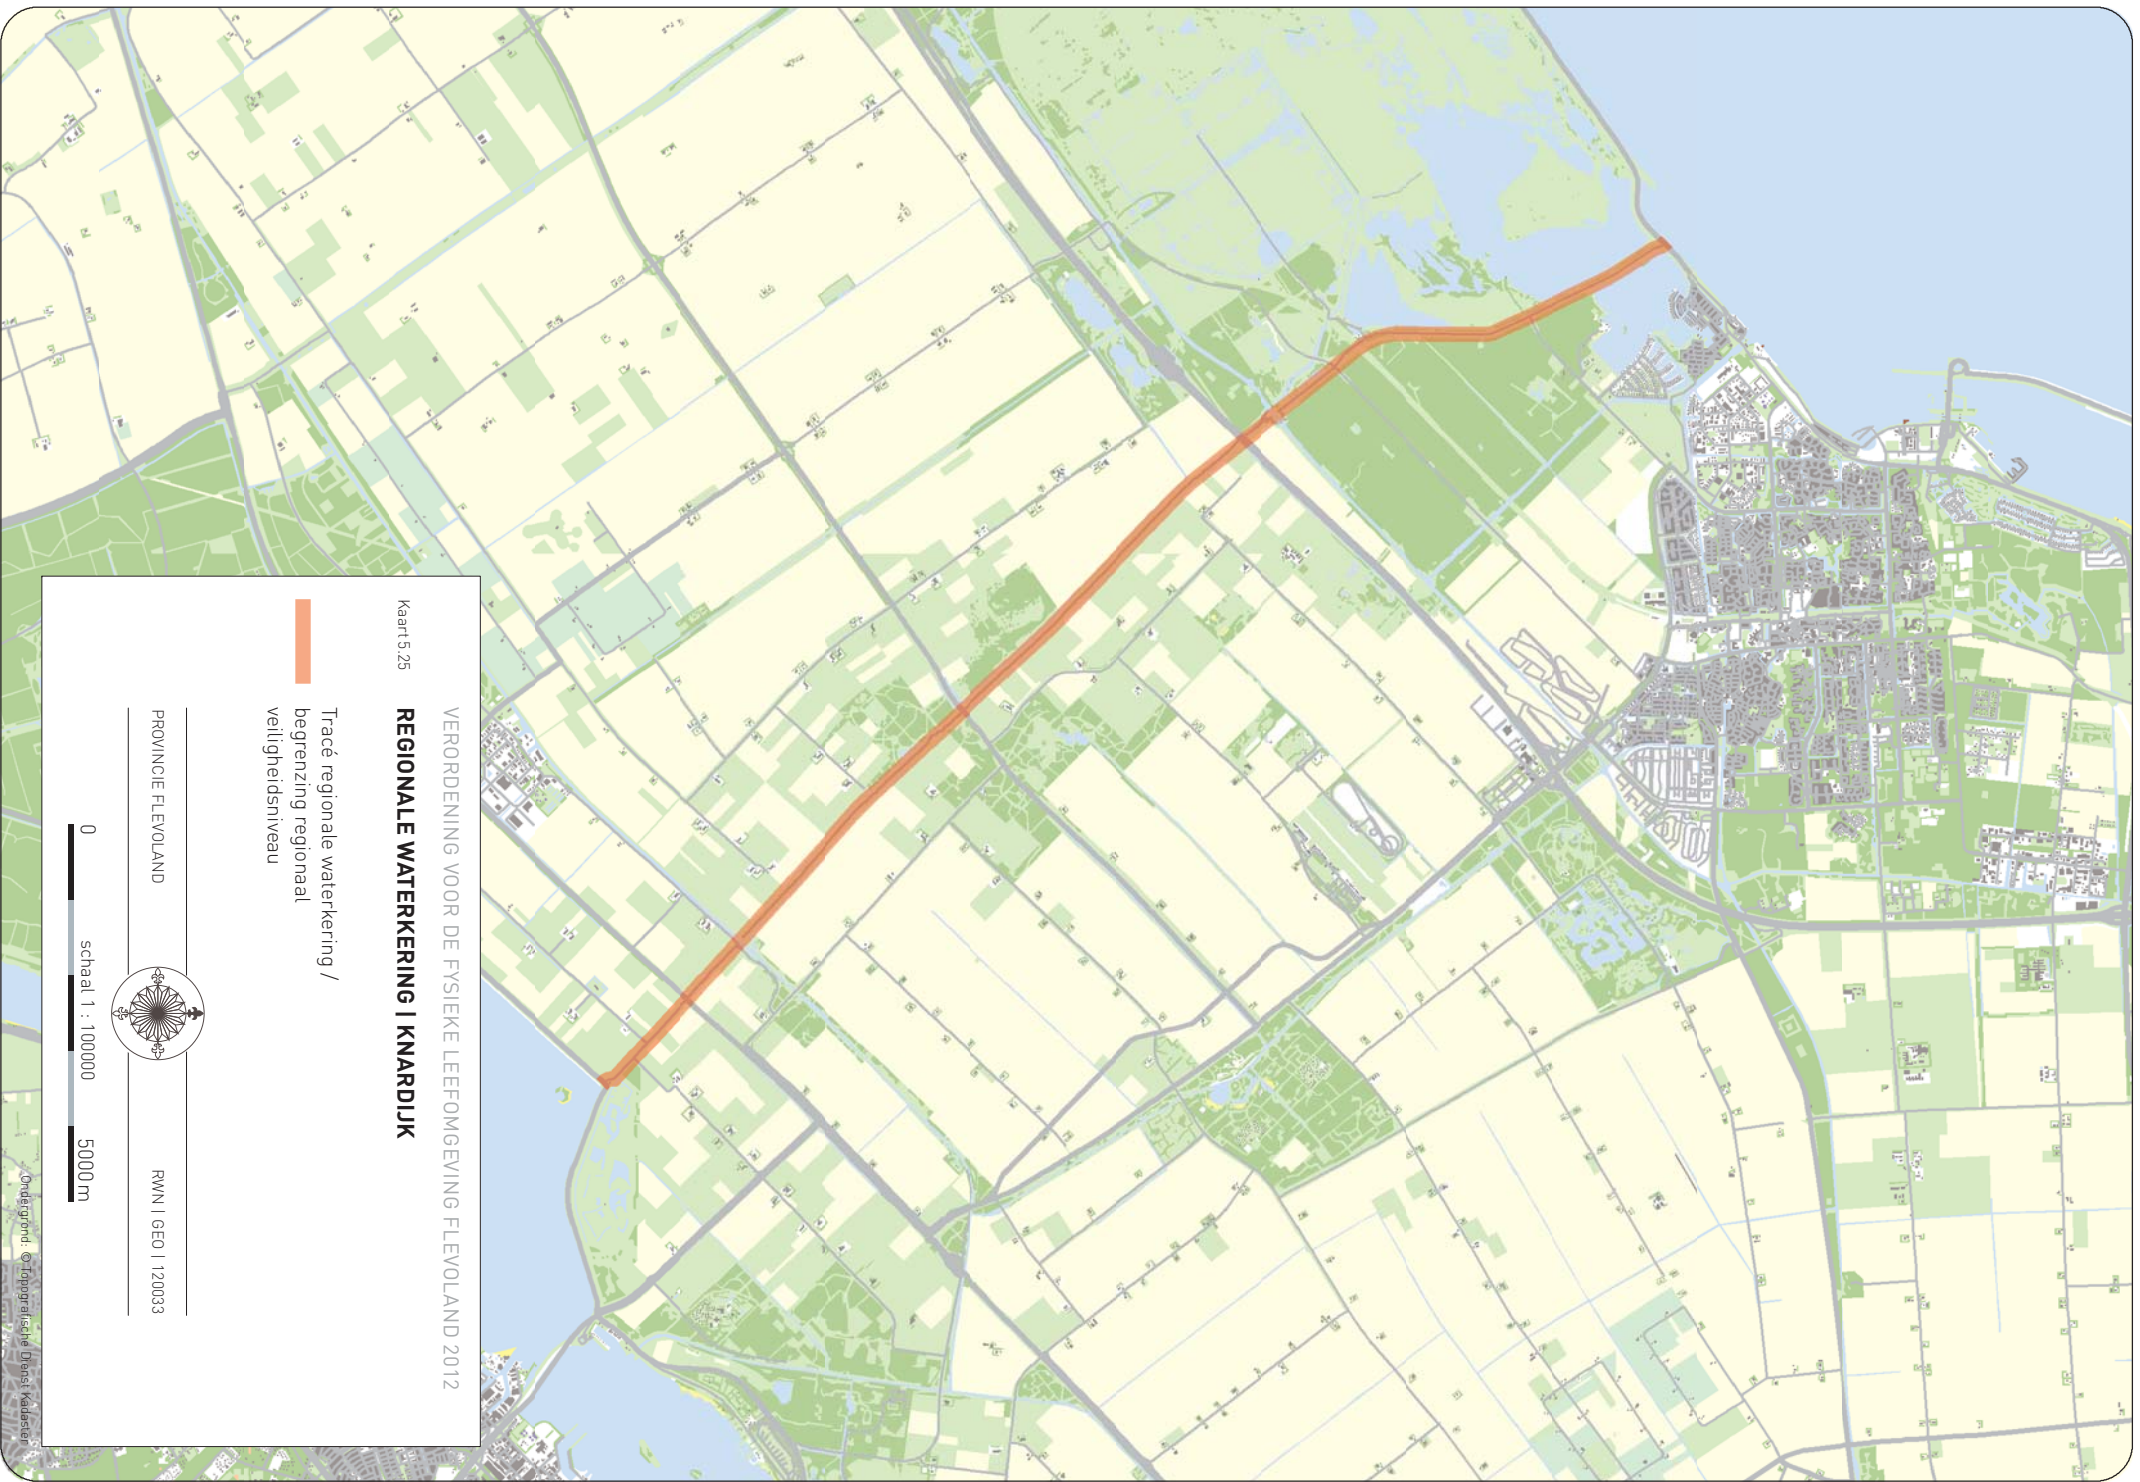 VERORDENING VOOR DE FYSIEKE LEEFOMGEVING FLEVOLAND 2012
Kaart 5.25
REGIONALE WATERKERING | KNARDIJK
Tracé regionale waterkering /
begrenzing regionaal
veiligheidsniveau
PROVINCIE FLEVOLAND
RWN | GEO | 120033
0
schaal 1 : 100000
5000 m
Ondergrond: © Topografische Dienst Kadaster